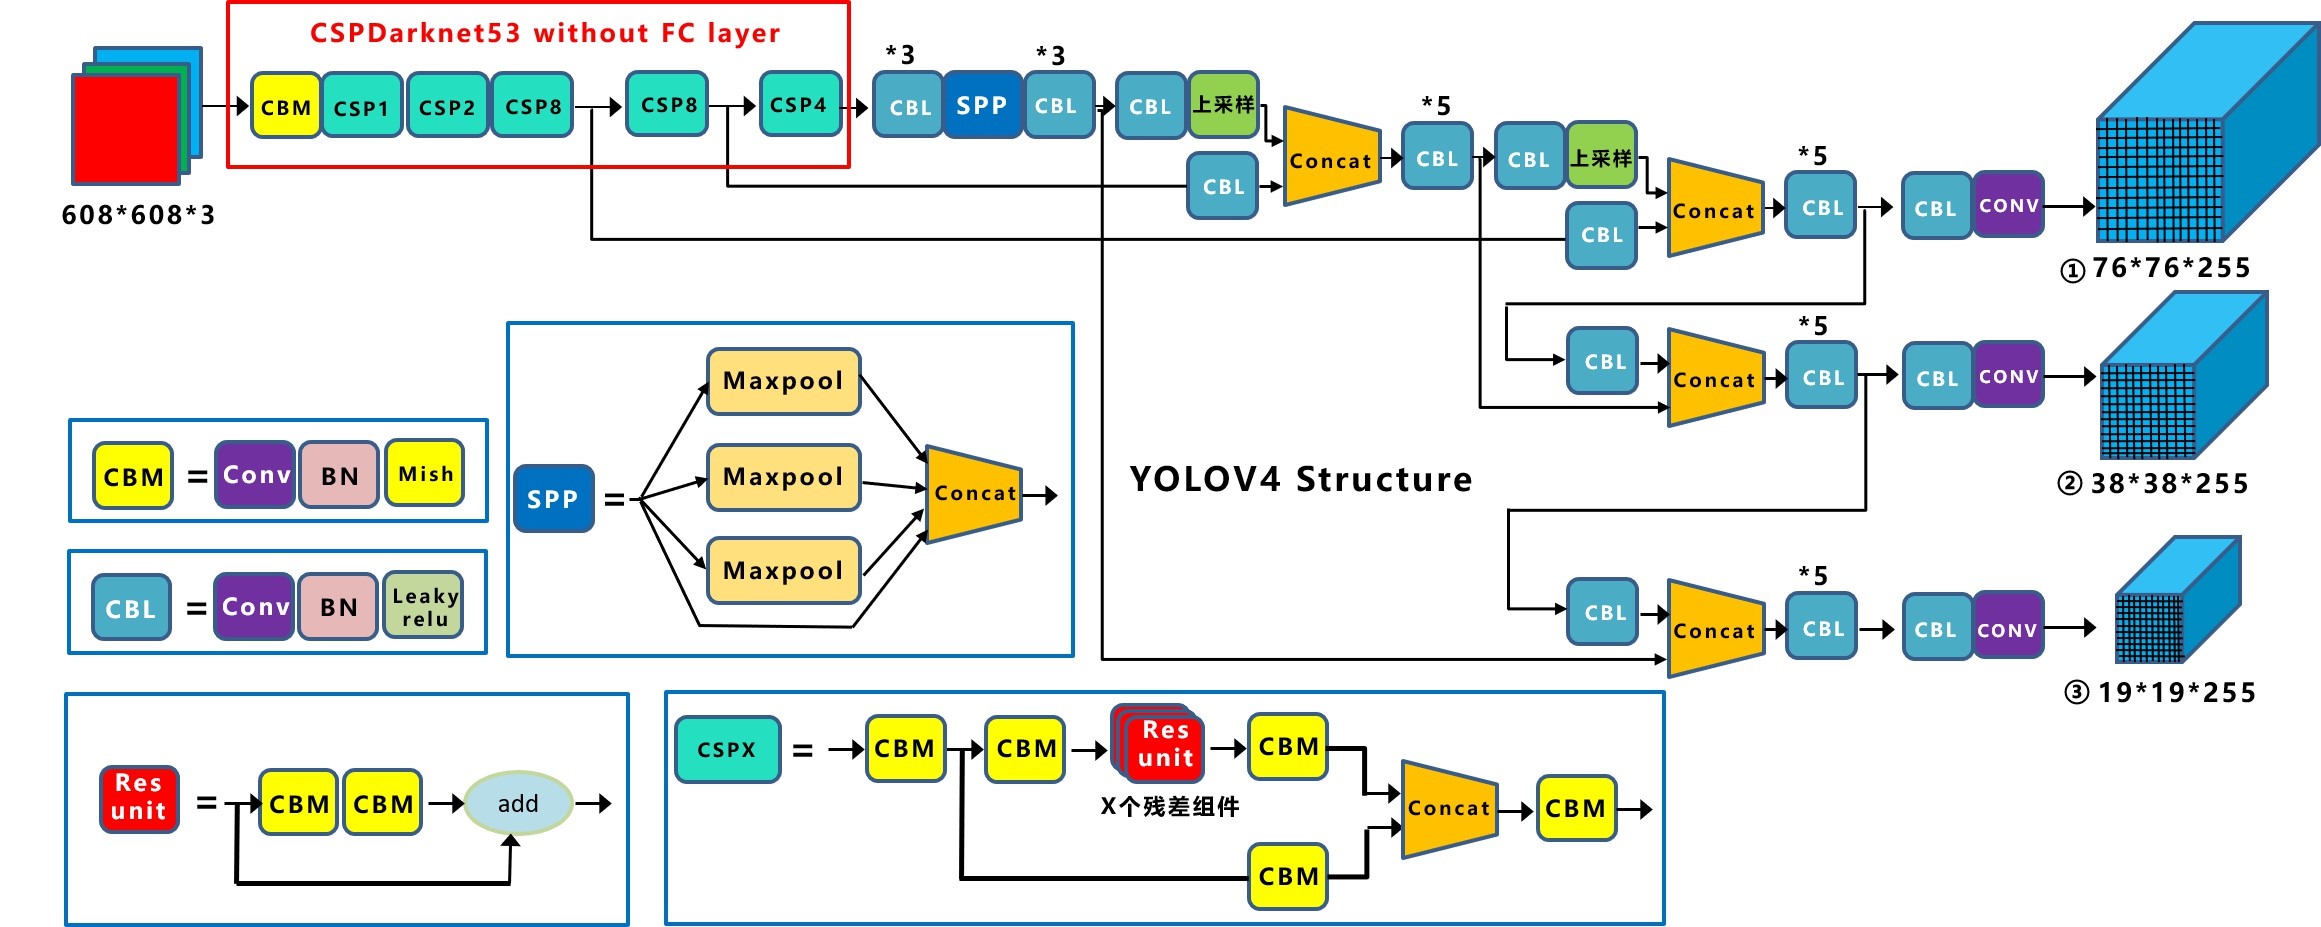 CSPDarknet53 without FC layer
*3
*3
CBM
CSP1
CSP2
CSP8
CSP8
CSP4
CBL
SPP
CBL
CBL
上采样
608*608*3
CBL
Concat
*5
CBL
CBL
上采样
CBL
Concat
*5
CBL
CBL
CONV
① 76*76*255
CBL
Concat
*5
CBL
CBL
CONV
② 38*38*255
CBL
Concat
*5
CBL
CBL
CONV
③ 19*19*255
YOLOV4 Structure
CBM = Conv BN Mish
CBL = Conv BN Leaky
relu
SPP =
Maxpool
Maxpool
Maxpool
Concat
Res
unit
=
CBM
CBM
add
CSPX =
CBM
CBM
Res
unit
X个残差组件
CBM
CBM
Concat
CBM